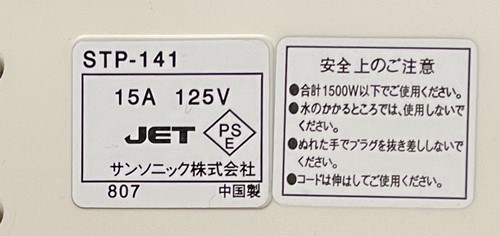 STP-141
15A 125V
JET PS E
サンソニック株式会社
807 中国製
安全上のご注意
●合計1500W以下でご使用ください。
●水のかかるところでは、使用しないで
ください。
●ぬれた手でプラグを抜き差ししないで
ください。
●コードは伸ばしてご使用ください。